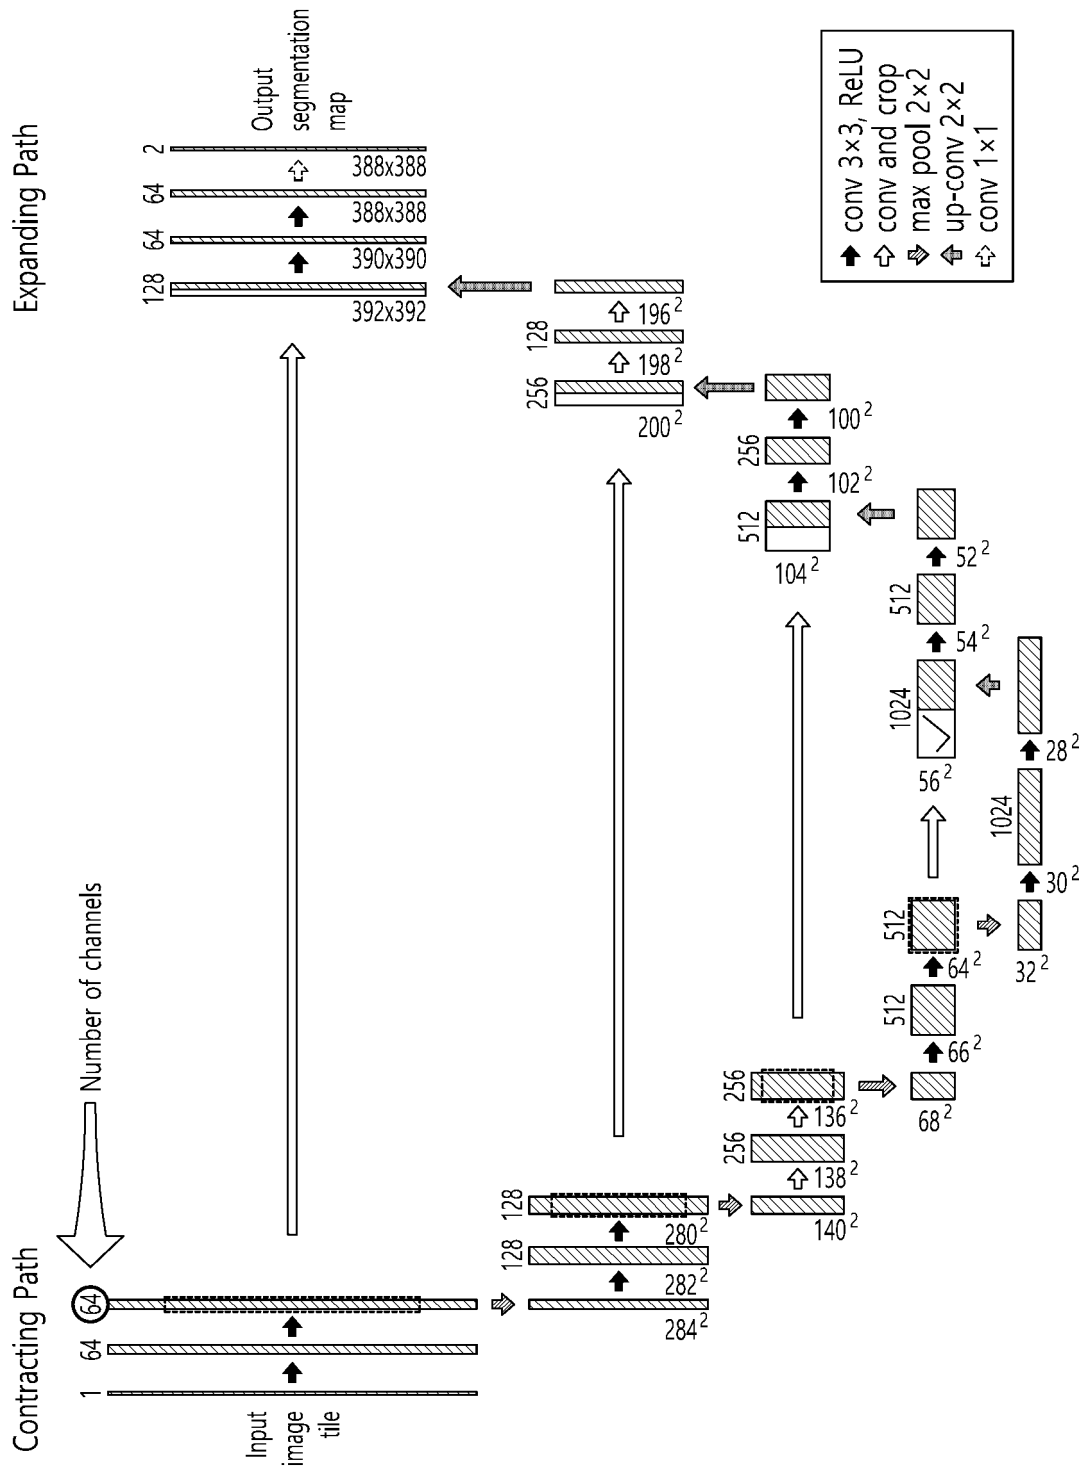 Contracting Path
Expanding Path
Number of channels
1
64
64
Input
image
tile
128
128
284²
282²
280²
256
256
140²
138²
136²
512
512
68²
66²
64²
1024
32²
30²
28²
1024
512
56²
54²
52²
512
256
104²
102²
100²
256
128
200²
198²
196²
128
64
64
2
392x392
390x390
388x388
388x388
Output
segmentation
map
conv 3×3, ReLU
conv and crop
max pool 2×2
up-conv 2×2
conv 1×1